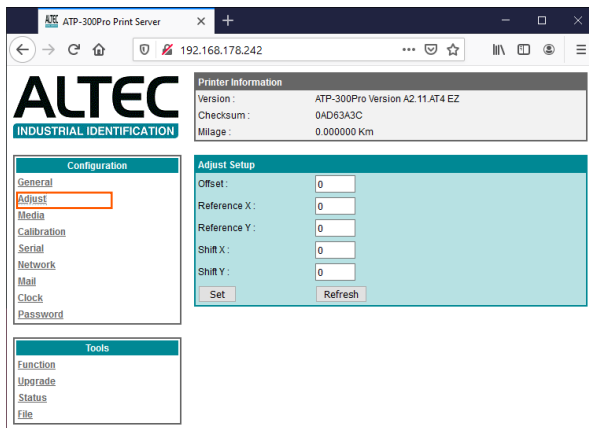 ALTEC ATP-300Pro Print Server
192.168.178.242
ALTEC
INDUSTRIAL IDENTIFICATION
Printer Information
Version : ATP-300Pro Version A2.11.AT4 EZ
Checksum : 0AD63A3C
Milage : 0.000000 Km
Configuration
General
Adjust
Media
Calibration
Serial
Network
Mail
Clock
Password
Adjust Setup
Offset : 0
Reference X : 0
Reference Y : 0
Shift X : 0
Shift Y : 0
Set Refresh
Tools
Function
Upgrade
Status
File